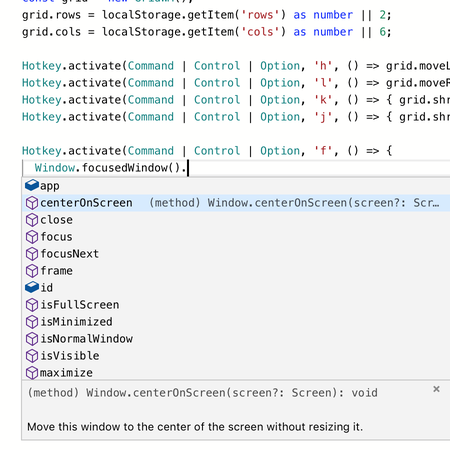 grid.rows = localStorage.getItem('rows') as number || 2;
grid.cols = localStorage.getItem('cols') as number || 6;
Hotkey.activate(Command | Control | Option, 'h', () => grid.moveL
Hotkey.activate(Command | Control | Option, 'l', () => grid.moveR
Hotkey.activate(Command | Control | Option, 'k', () => { grid.shr
Hotkey.activate(Command | Control | Option, 'j', () => { grid.shr
Hotkey.activate(Command | Control | Option, 'f', () => {
Window.focusedWindow().
app
centerOnScreen (method) Window.centerOnScreen(screen?: Scr…
close
focus
focusNext
frame
id
isFullScreen
isMinimized
isNormalWindow
isVisible
maximize
(method) Window.centerOnScreen(screen?: Screen): void ×
Move this window to the center of the screen without resizing it.